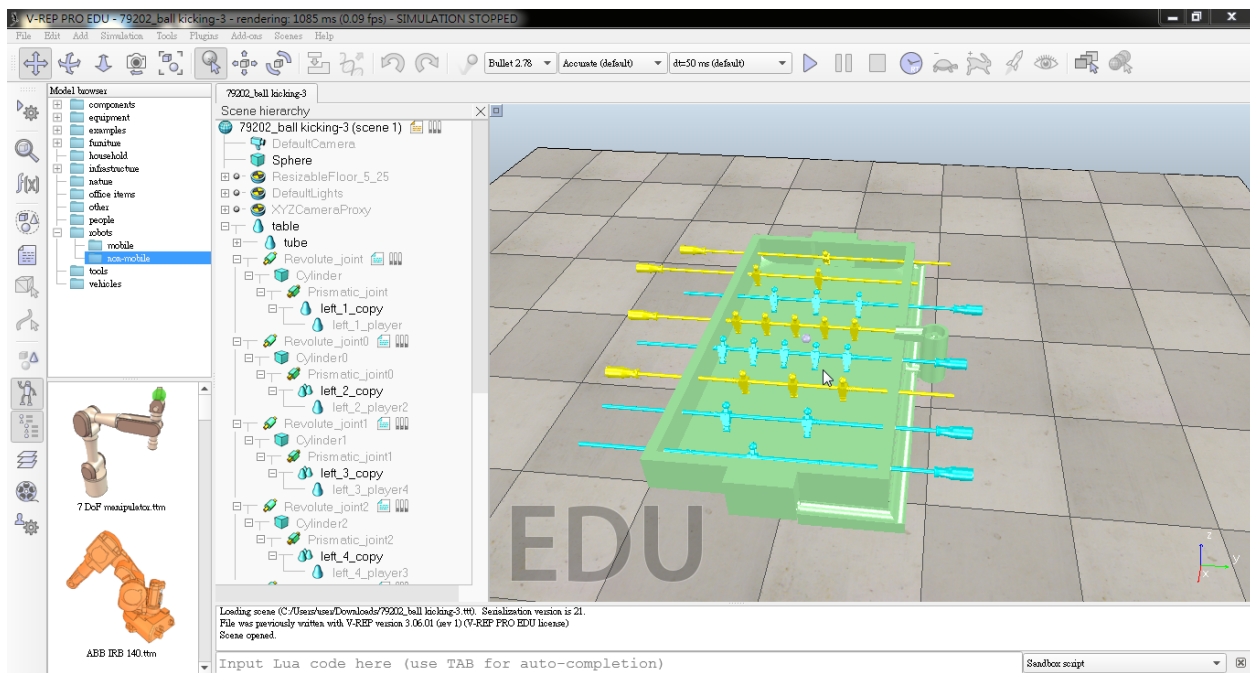 V-REP PRO EDU - 79202_ball kicking-3 - rendering: 1085 ms (0.09 fps) - SIMULATION STOPPED
File Edit Add Simulation Tools Plugins Add-ons Scenes Help
Bullet 2.78 Accurate (default) dt=50 ms (default)
Model browser
components
equipment
examples
furniture
household
infrastructure
nature
office items
other
people
robots
mobile
non-mobile
tools
vehicles
7 DoF manipulator.ttm
ABB IRB 140.ttm
79202_ball kicking-3
Scene hierarchy
79202_ball kicking-3 (scene 1)
DefaultCamera
Sphere
ResizableFloor_5_25
DefaultLights
XYZCameraProxy
table
tube
Revolute_joint
Cylinder
Prismatic_joint
left_1_copy
left_1_player
Revolute_joint0
Cylinder0
Prismatic_joint0
left_2_copy
left_2_player2
Revolute_joint1
Cylinder1
Prismatic_joint1
left_3_copy
left_3_player4
Revolute_joint2
Cylinder2
Prismatic_joint2
left_4_copy
left_4_player3
f(x)
EDU
z
y
x
Loading scene (C:/Users/user/Downloads/79202_ball kicking-3.ttt). Serialization version is 21.
File was previously written with V-REP version 3.06.01 (rev 1) (V-REP PRO EDU license)
Scene opened.
Input Lua code here (use TAB for auto-completion)
Sandbox script